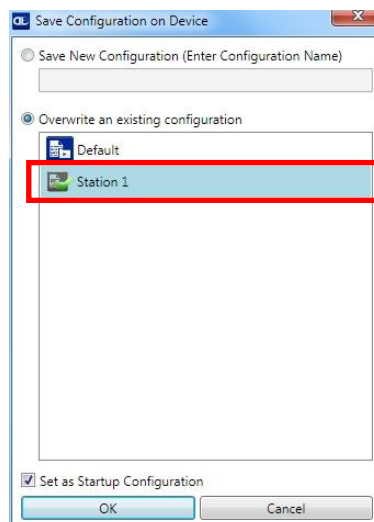 DL Save Configuration on Device X
Save New Configuration (Enter Configuration Name)
Overwrite an existing configuration
Default
Station 1
Set as Startup Configuration
OK Cancel